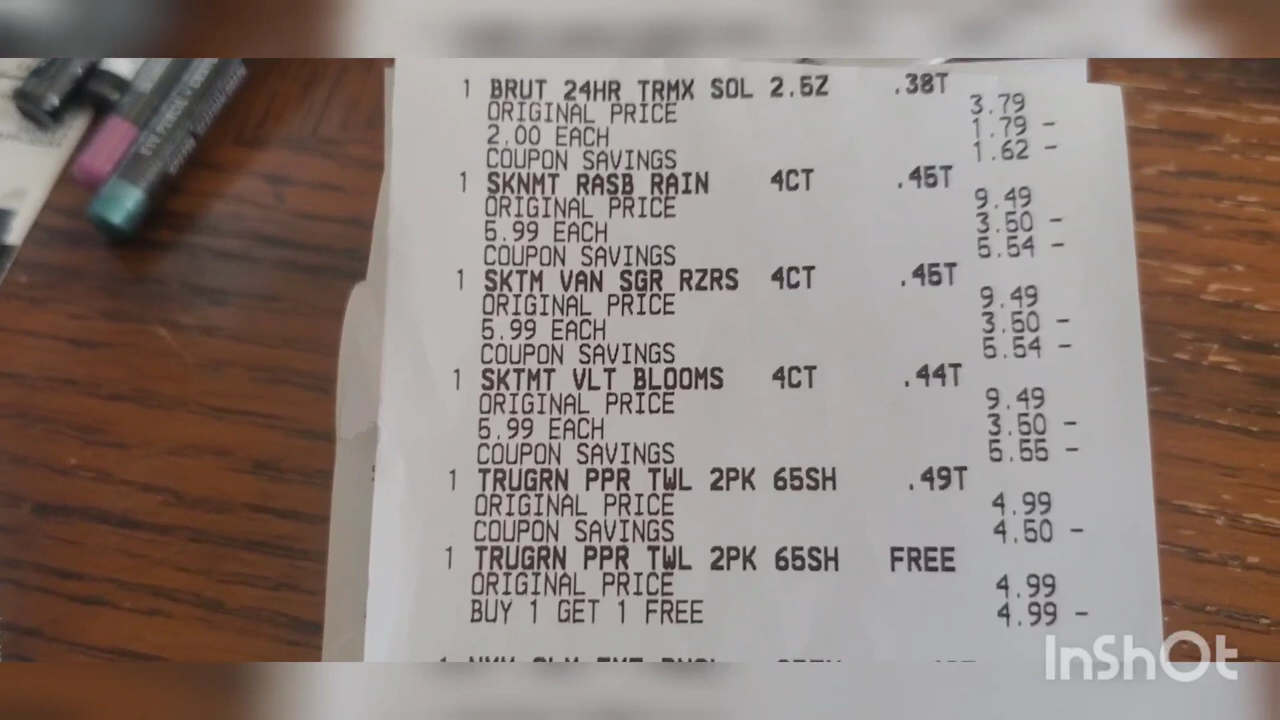 1 BRUT 24HR TRMX SOL 2.5Z .38T
ORIGINAL PRICE 3.79
2.00 EACH 1.79 -
COUPON SAVINGS 1.62 -
1 SKNMT RASB RAIN 4CT .45T
ORIGINAL PRICE 9.49
5.99 EACH 3.50 -
COUPON SAVINGS 5.54 -
1 SKTM VAN SGR RZRS 4CT .45T
ORIGINAL PRICE 9.49
5.99 EACH 3.50 -
COUPON SAVINGS 5.54 -
1 SKTMT VLT BLOOMS 4CT .44T
ORIGINAL PRICE 9.49
5.99 EACH 3.50 -
COUPON SAVINGS 5.55 -
1 TRUGRN PPR TWL 2PK 65SH .49T
ORIGINAL PRICE 4.99
COUPON SAVINGS 4.50 -
1 TRUGRN PPR TWL 2PK 65SH FREE
ORIGINAL PRICE 4.99
BUY 1 GET 1 FREE 4.99 -
InShOt